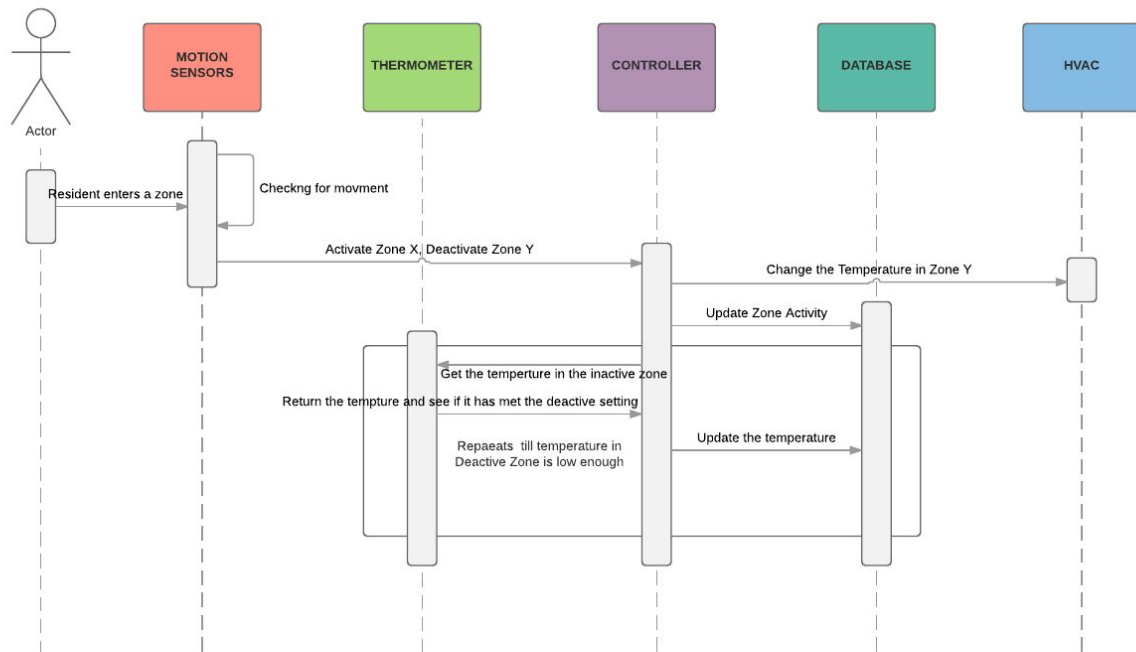 MOTION
SENSORS
THERMOMETER
CONTROLLER
DATABASE
HVAC
Actor
Checkng for movment
Resident enters a zone
Activate Zone X, Deactivate Zone Y
Change the Temperature in Zone Y
Update Zone Activity
Get the temperture in the inactive zone
Return the tempture and see if it has met the deactive setting
Update the temperature
Repaeats till temperature in
Deactive Zone is low enough